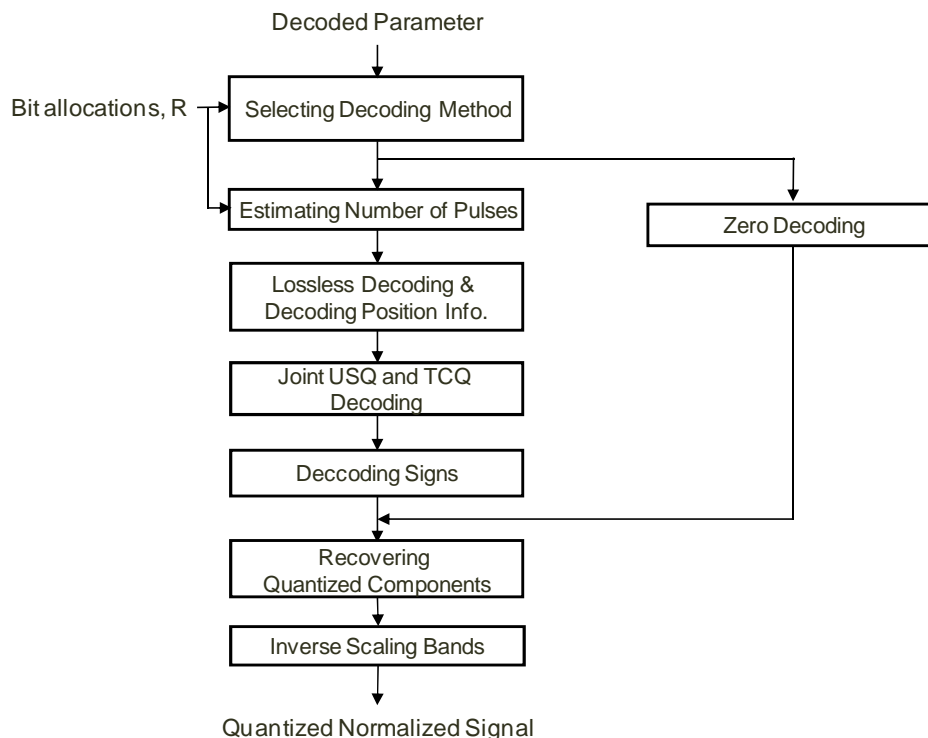 Decoded Parameter
Bit allocations, R
Selecting Decoding Method
Estimating Number of Pulses
Zero Decoding
Lossless Decoding &
Decoding Position Info.
Joint USQ and TCQ
Decoding
Deccoding Signs
Recovering
Quantized Components
Inverse Scaling Bands
Quantized Normalized Signal